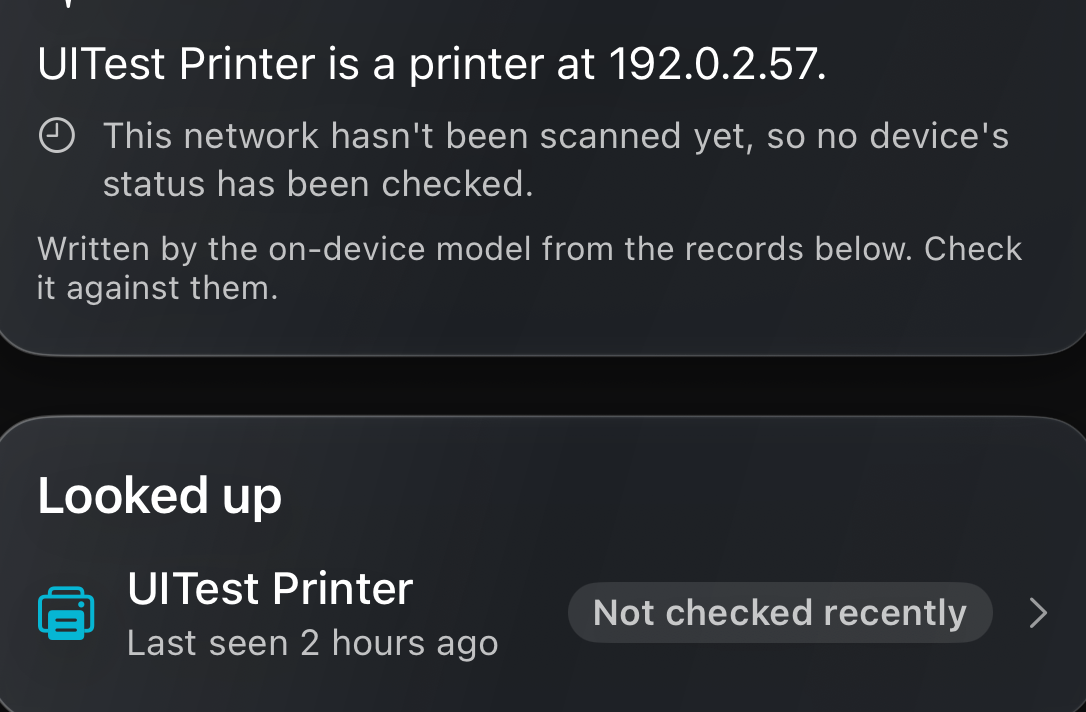 UITest Printer is a printer at 192.0.2.57.
This network hasn't been scanned yet, so no device's
status has been checked.
Written by the on-device model from the records below. Check
it against them.
Looked up
UITest Printer
Not checked recently
Last seen 2 hours ago